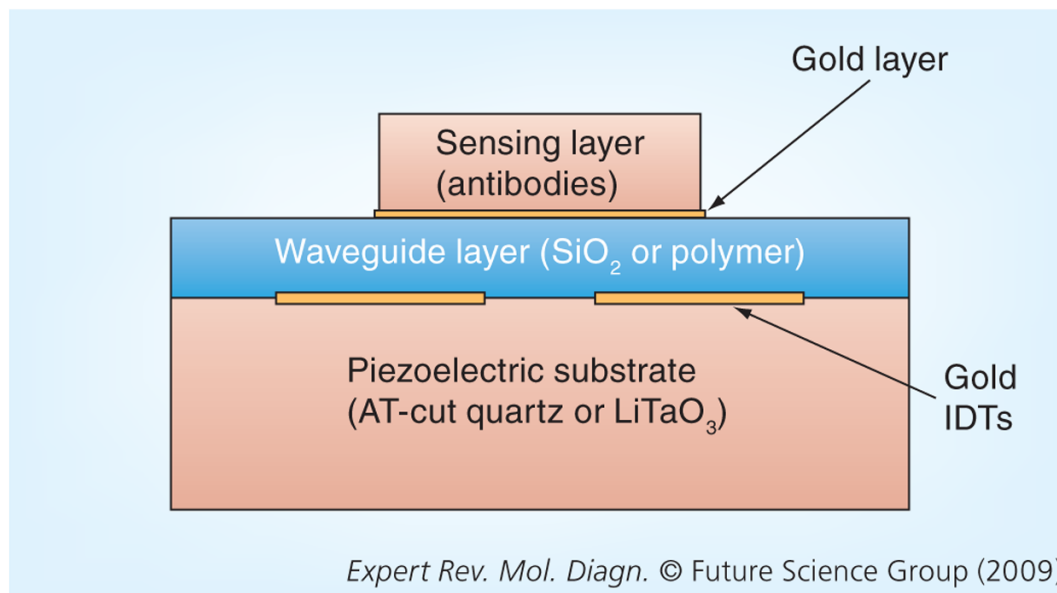 Gold layer
Sensing layer
(antibodies)
Waveguide layer (SiO₂ or polymer)
Piezoelectric substrate
(AT-cut quartz or LiTaO₃)
Gold
IDTs
Expert Rev. Mol. Diagn. © Future Science Group (2009)